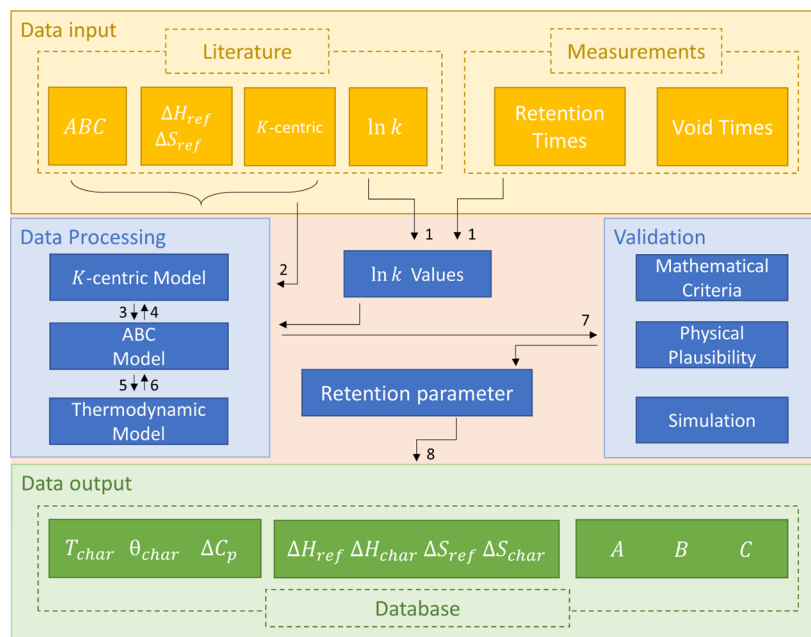 Data input
Literature
Measurements
ABC
ΔH_ref
ΔS_ref
K-centric
ln k
Retention
Times
Void Times
1
1
Data Processing
Validation
2
K-centric Model
3
4
ABC
Model
5
6
Thermodynamic
Model
ln k Values
7
Retention parameter
8
Mathematical
Criteria
Physical
Plausibility
Simulation
Data output
T_char θ_char ΔC_p
ΔH_ref ΔH_char ΔS_ref ΔS_char
A B C
Database